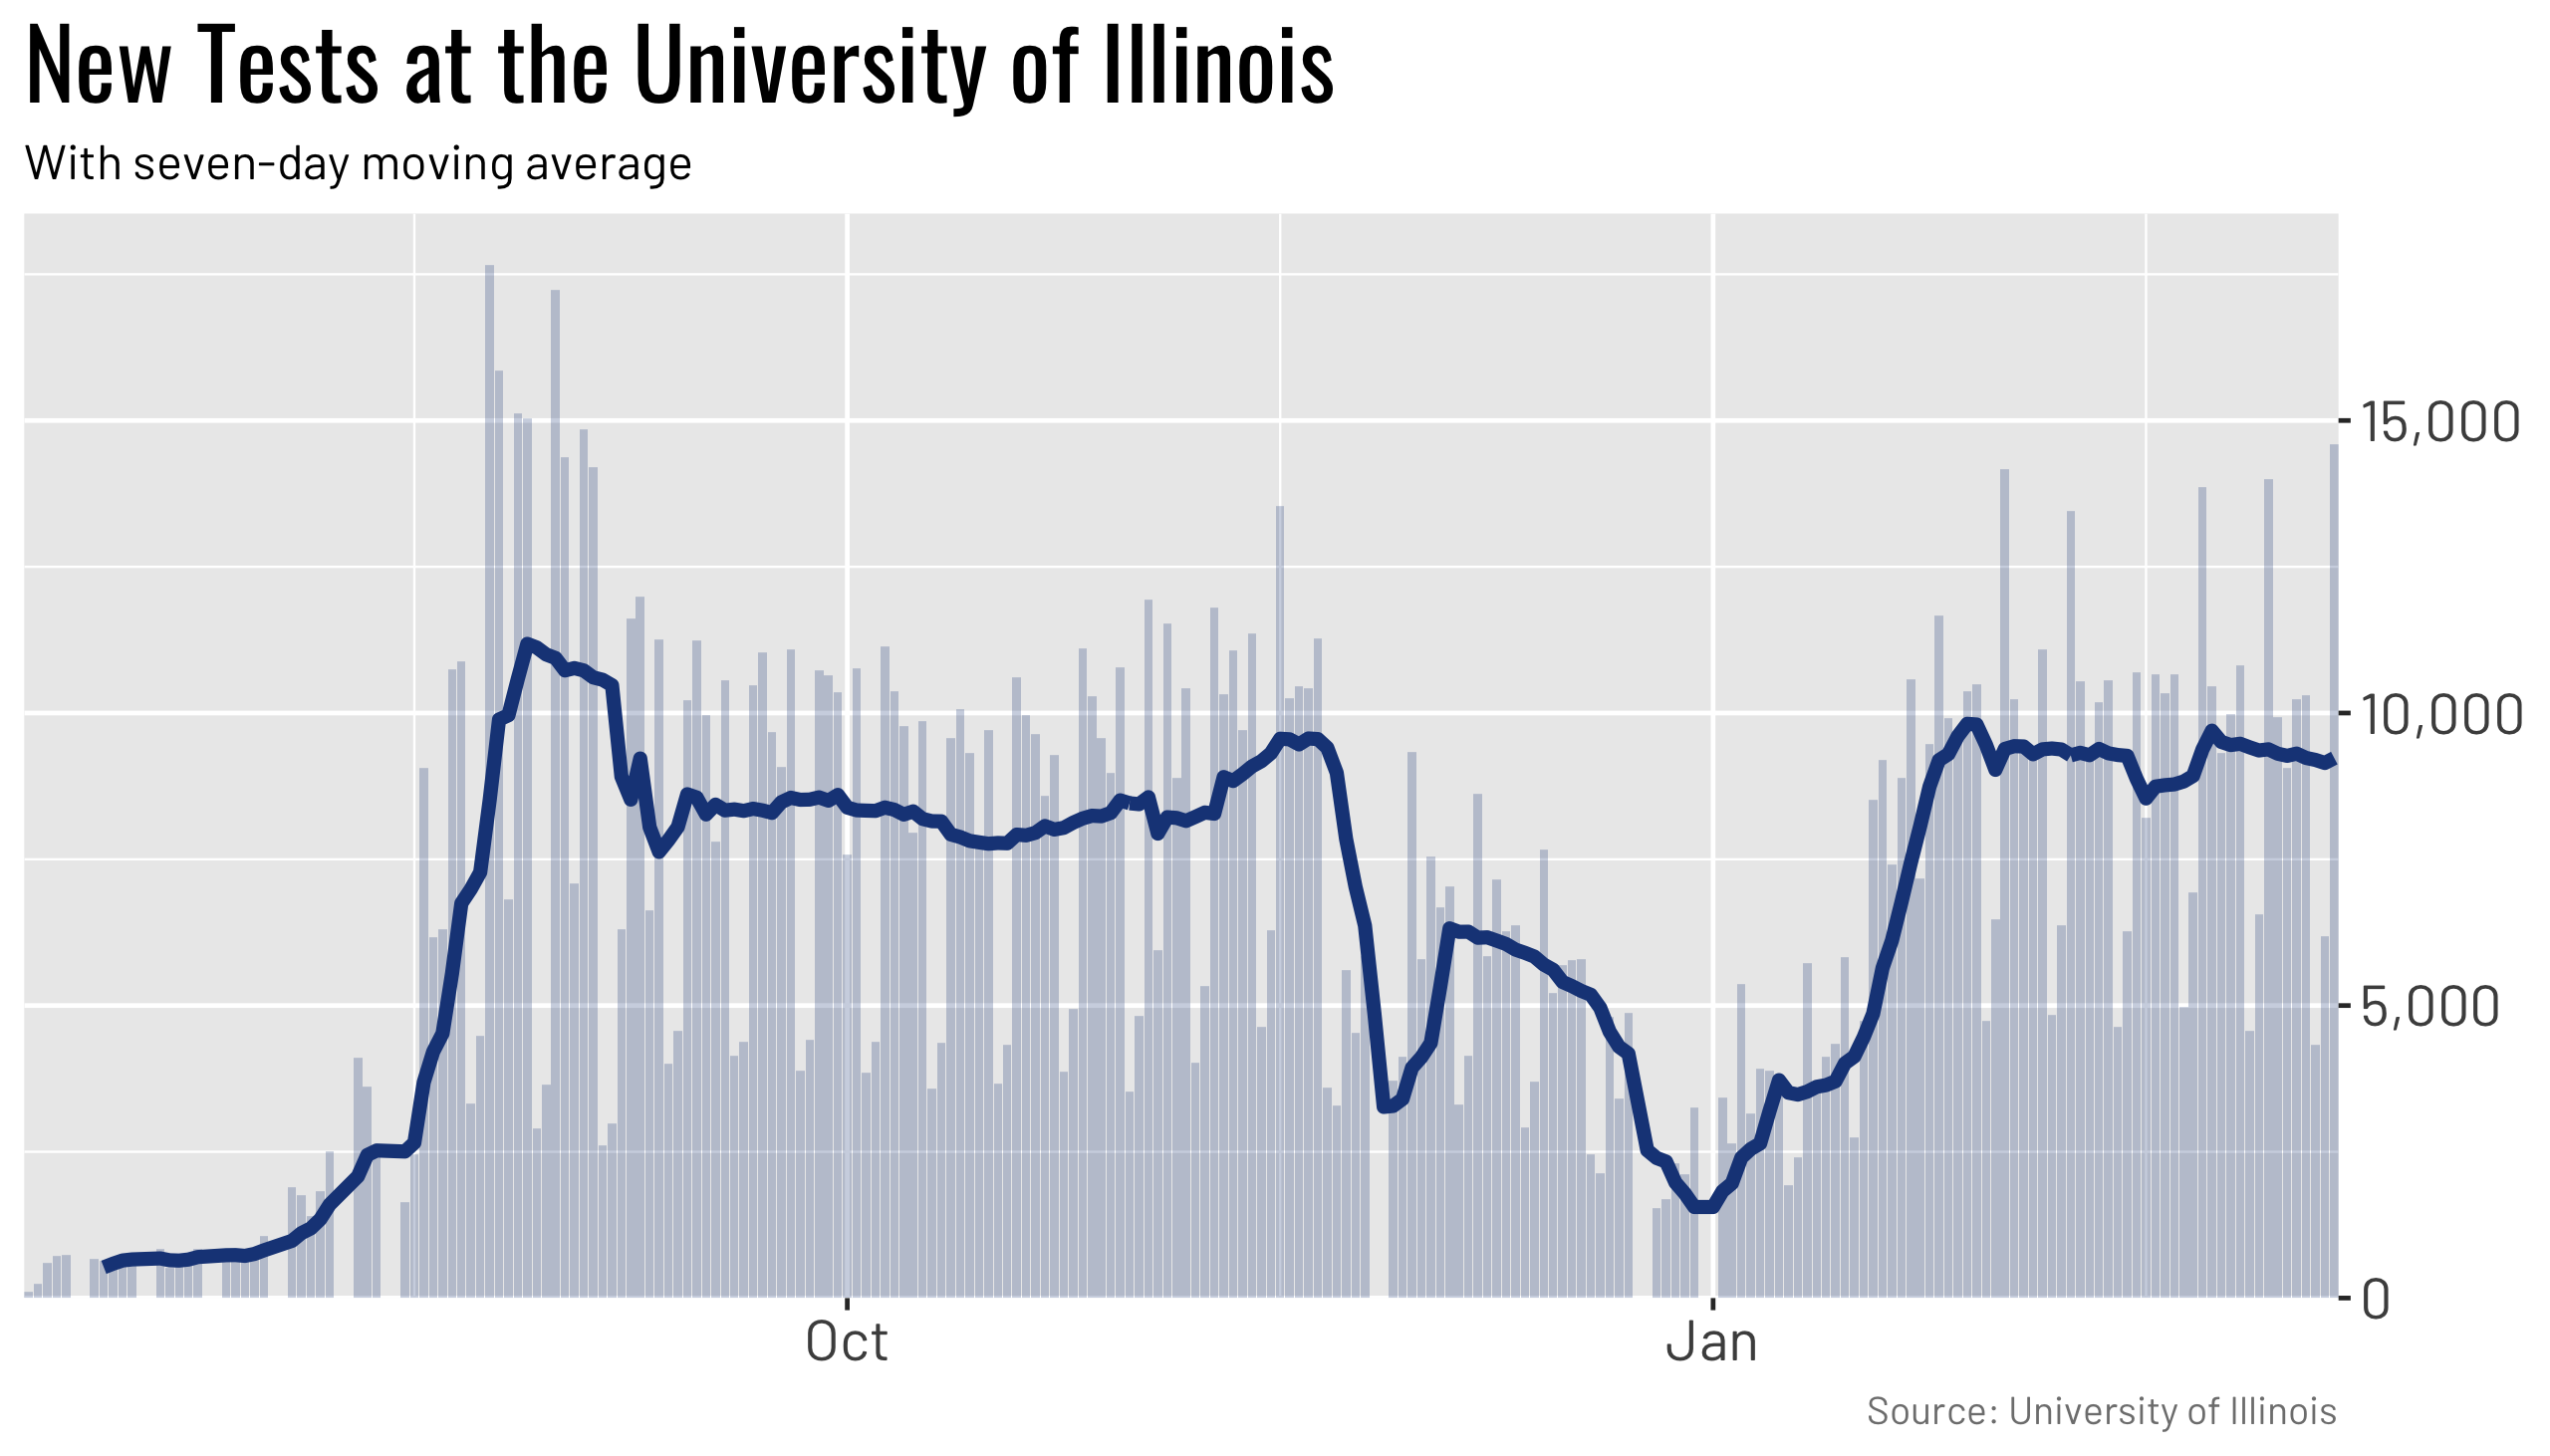 New Tests at the University of Illinois
With seven-day moving average
15,000
10,000
5,000
0
Oct
Jan
Source: University of Illinois